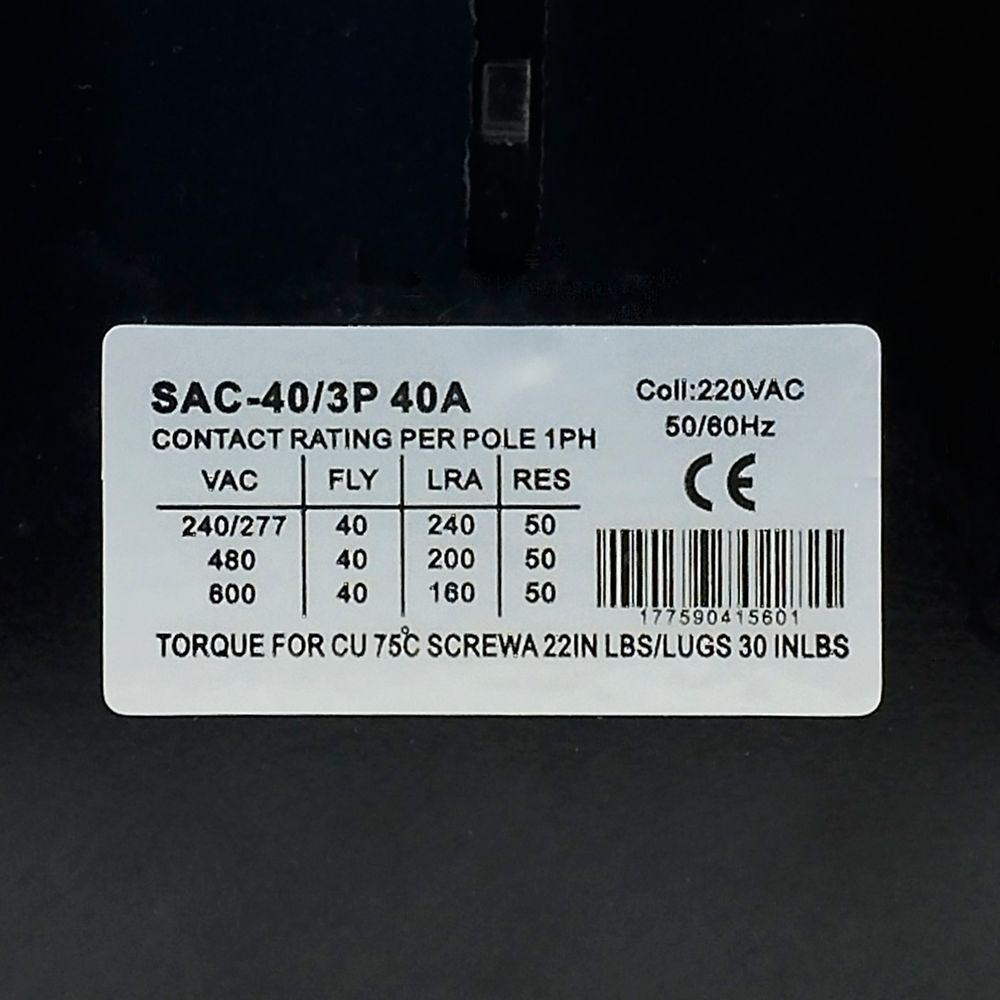 SAC-40/3P 40A
Coil:220VAC
50/60Hz
CONTACT RATING PER POLE 1PH
VAC FLY LRA RES
240/277 40 240 50
480 40 200 50
600 40 160 50
CE
177590415601
TORQUE FOR CU 75°C SCREWA 22IN LBS/LUGS 30 INLBS